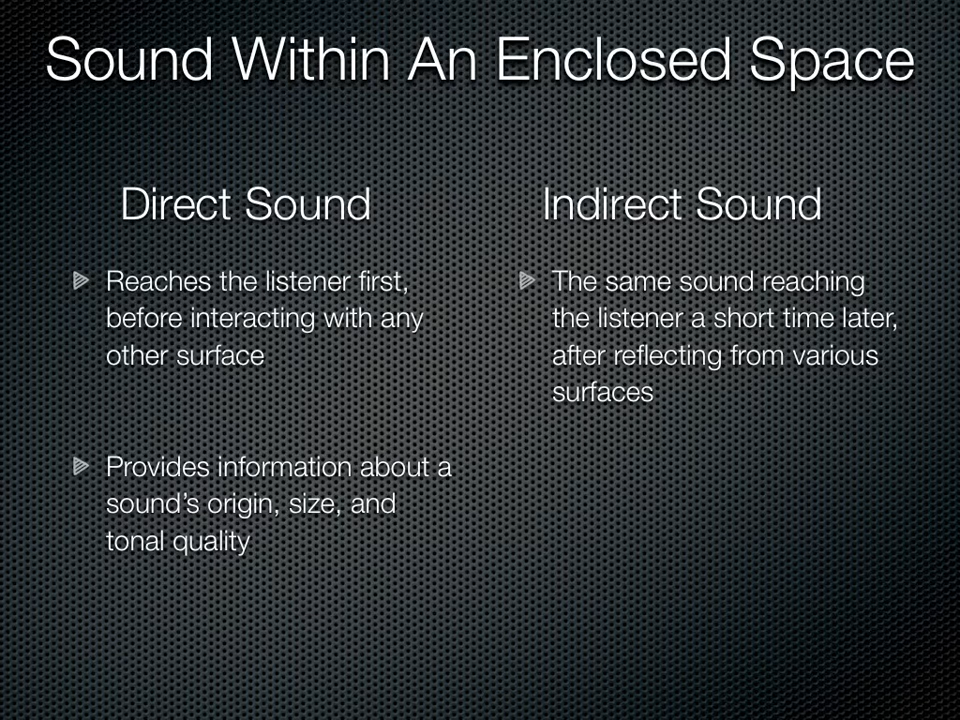 Sound Within An Enclosed Space
Direct Sound
Reaches the listener first,
before interacting with any
other surface
Provides information about a
sound’s origin, size, and
tonal quality
Indirect Sound
The same sound reaching
the listener a short time later,
after reflecting from various
surfaces